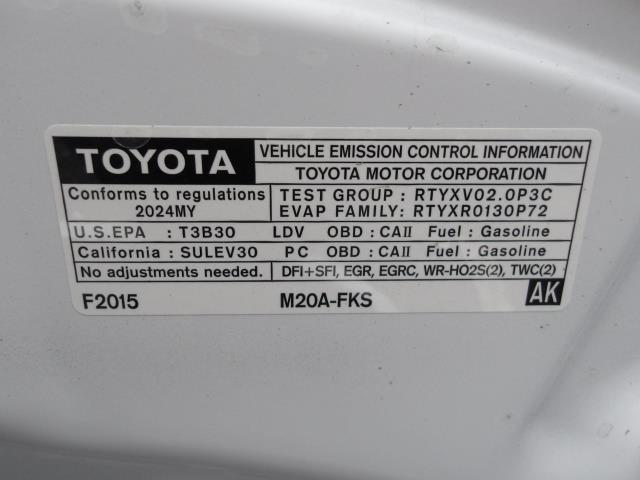 TOYOTA
VEHICLE EMISSION CONTROL INFORMATION
TOYOTA MOTOR CORPORATION
Conforms to regulations
2024MY
TEST GROUP : RTYXV02.0P3C
EVAP FAMILY: RTYXR0130P72
U.S.EPA : T3B30 LDV OBD : CAII Fuel : Gasoline
California : SULEV30 PC OBD : CAII Fuel : Gasoline
No adjustments needed. DFI+SFI, EGR, EGRC, WR-HO2S(2), TWC(2)
F2015 M20A-FKS AK